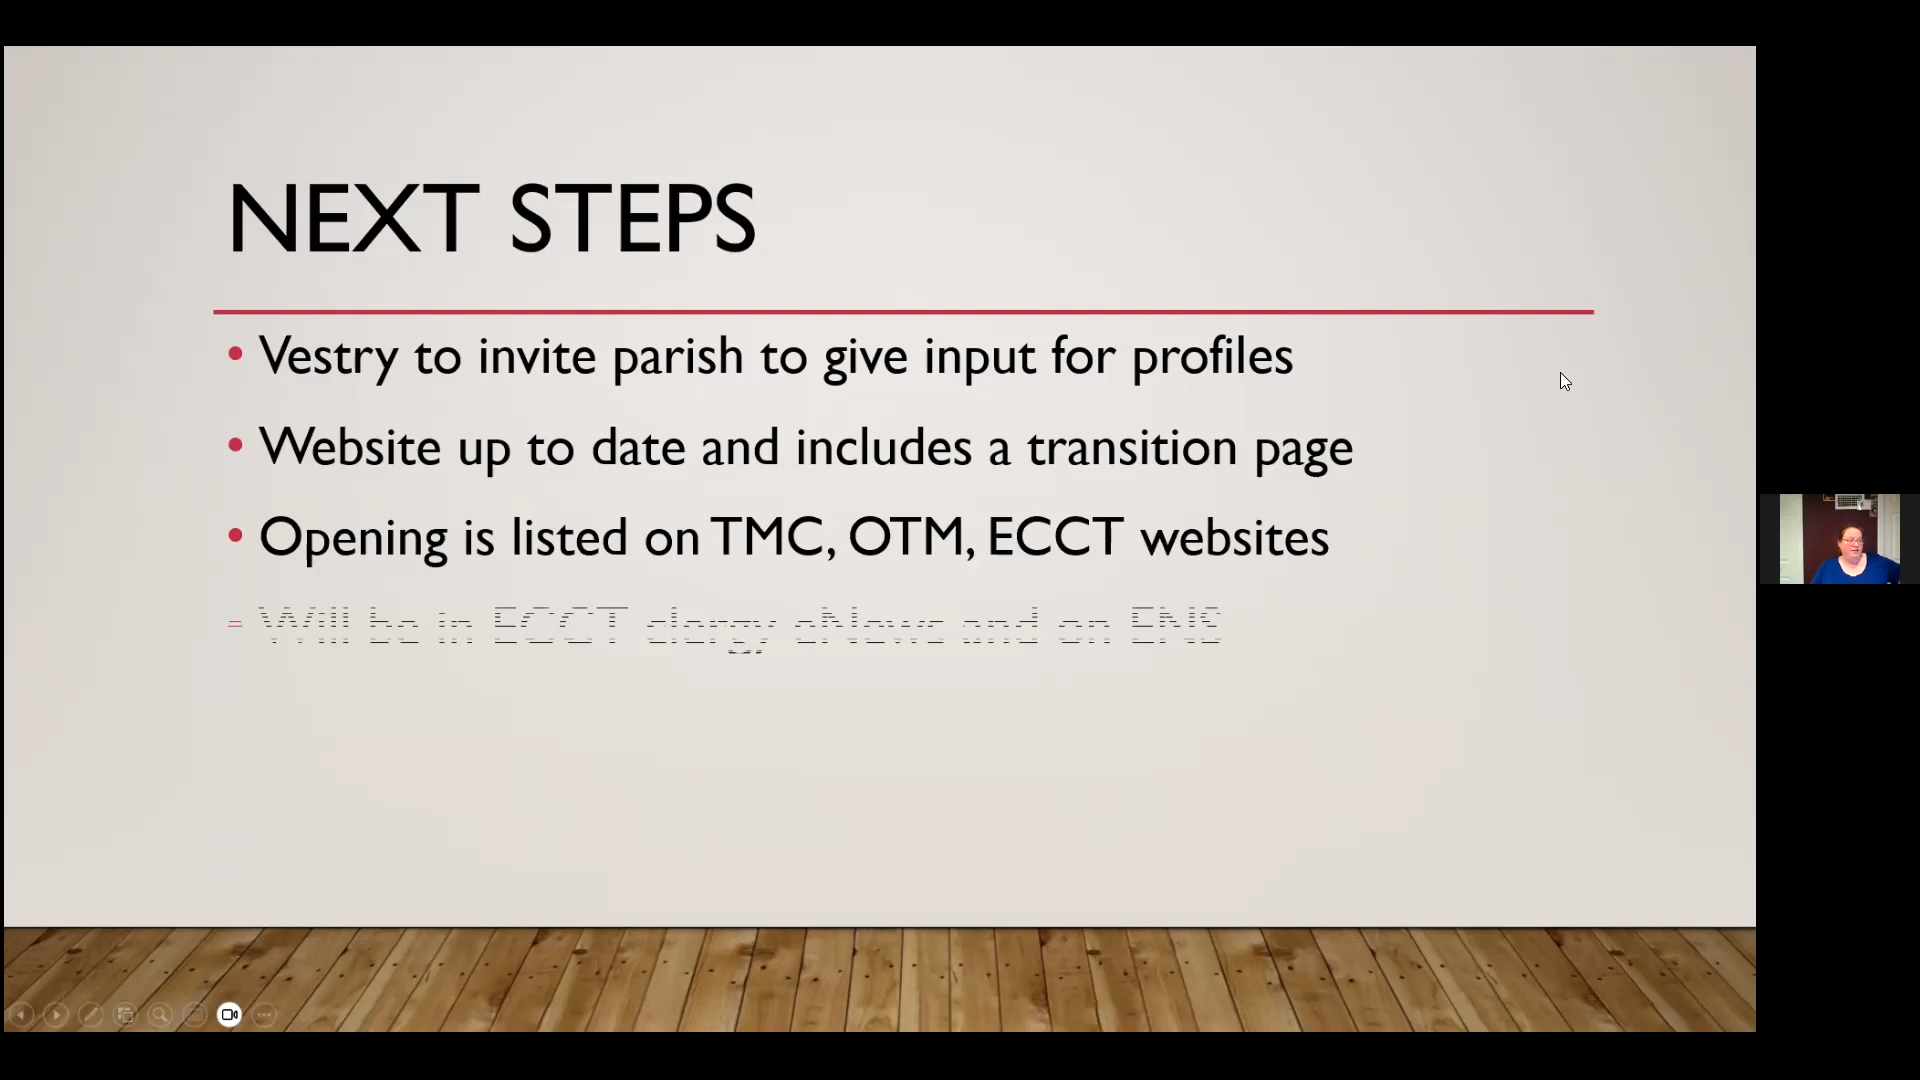 NEXT STEPS
• Vestry to invite parish to give input for profiles
• Website up to date and includes a transition page
• Opening is listed on TMC, OTM, ECCT websites
• Will be in ECCT clergy eNews and on ENS